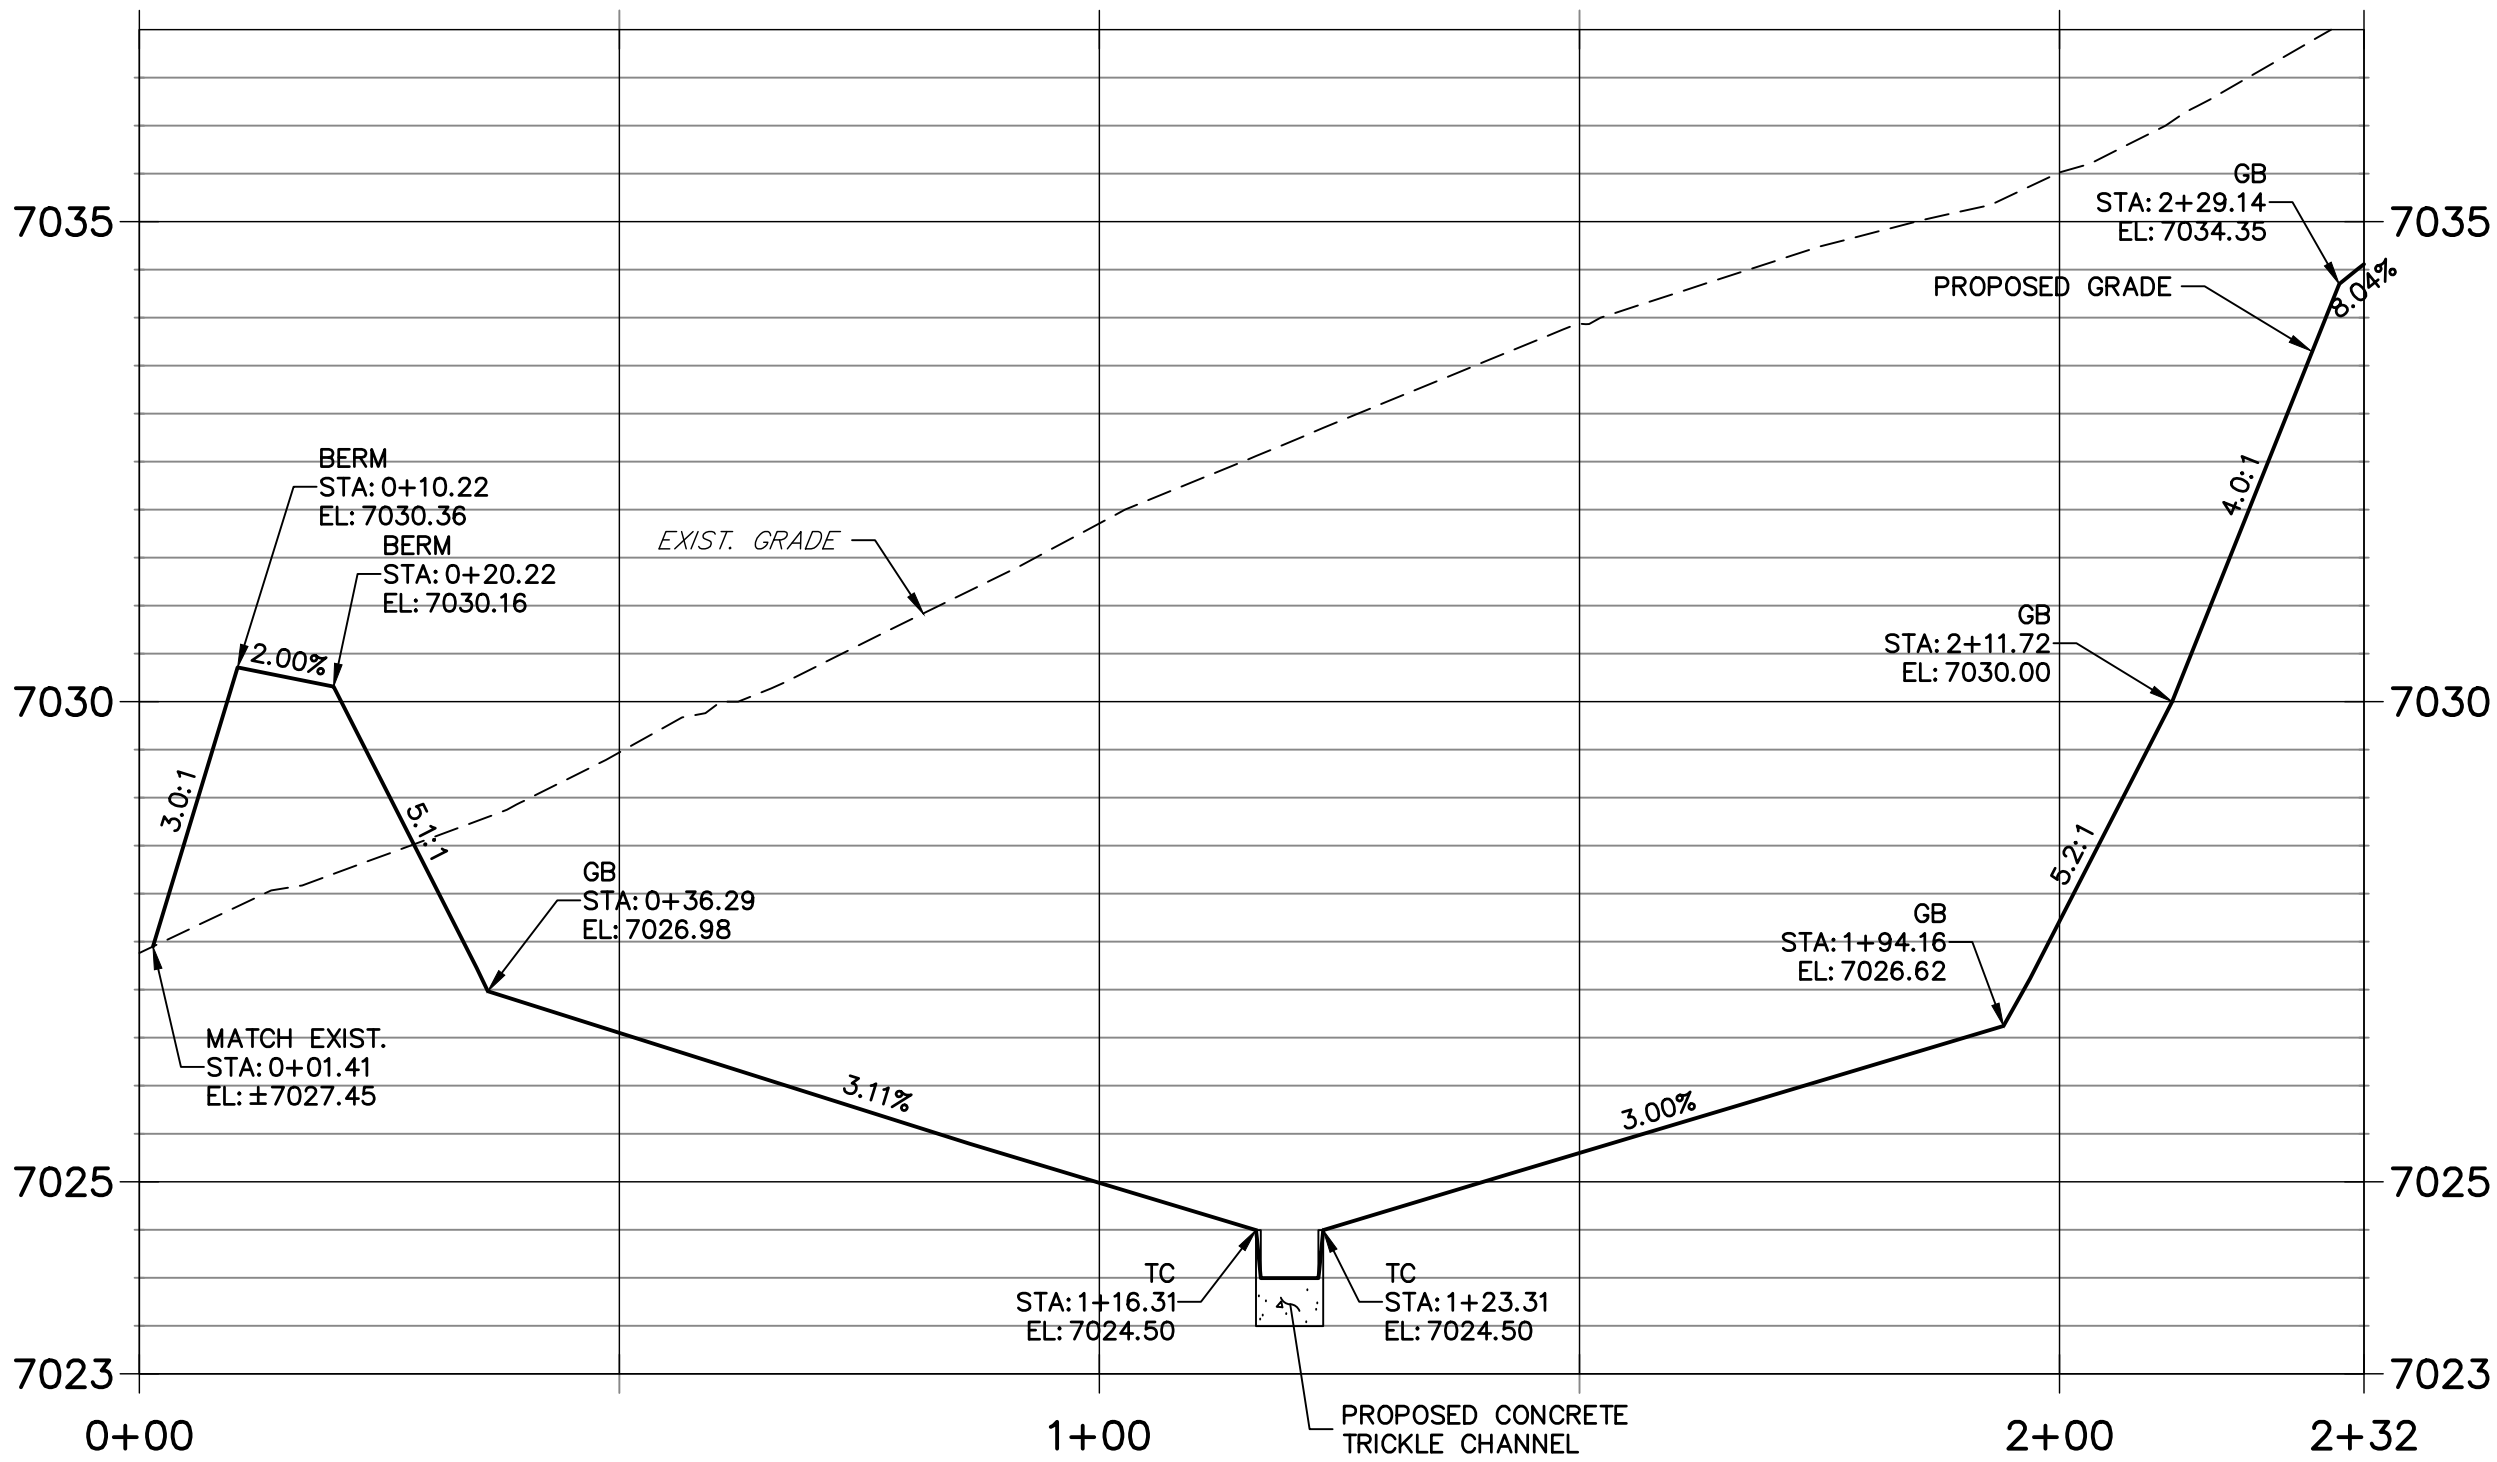 GB
STA: 2+29.14
EL: 7034.35
7035
7035
8.04%
PROPOSED GRADE
BERM
STA: 0+10.22
EL: 7030.36
4.0:1
BERM
STA: 0+20.22
EL: 7030.16
EXIST. GRADE
GB
STA: 2+11.72
EL: 7030.00
2.00%
7030
7030
3.0:1
5.1:1
5.2:1
GB
STA: 0+36.29
EL: 7026.98
GB
STA: 1+94.16
EL: 7026.62
MATCH EXIST.
STA: 0+01.41
EL: ±7027.45
3.11%
3.00%
7025
7025
TC
STA: 1+16.31
EL: 7024.50
TC
STA: 1+23.31
EL: 7024.50
7023
7023
PROPOSED CONCRETE
TRICKLE CHANNEL
0+00
1+00
2+00
2+32